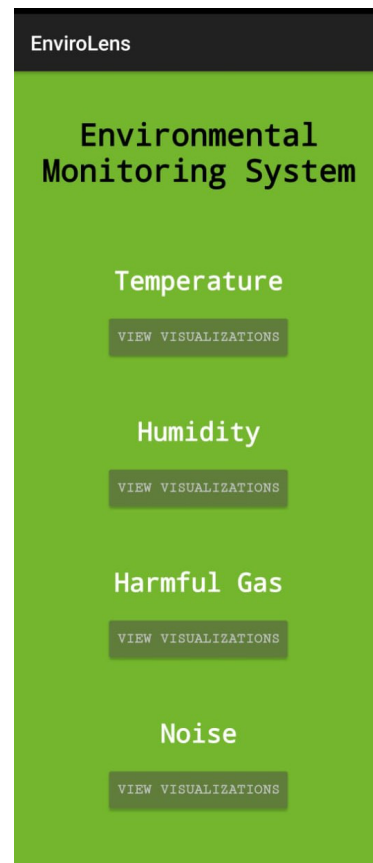 EnviroLens
Environmental
Monitoring System
Temperature
VIEW VISUALIZATIONS
Humidity
VIEW VISUALIZATIONS
Harmful Gas
VIEW VISUALIZATIONS
Noise
VIEW VISUALIZATIONS